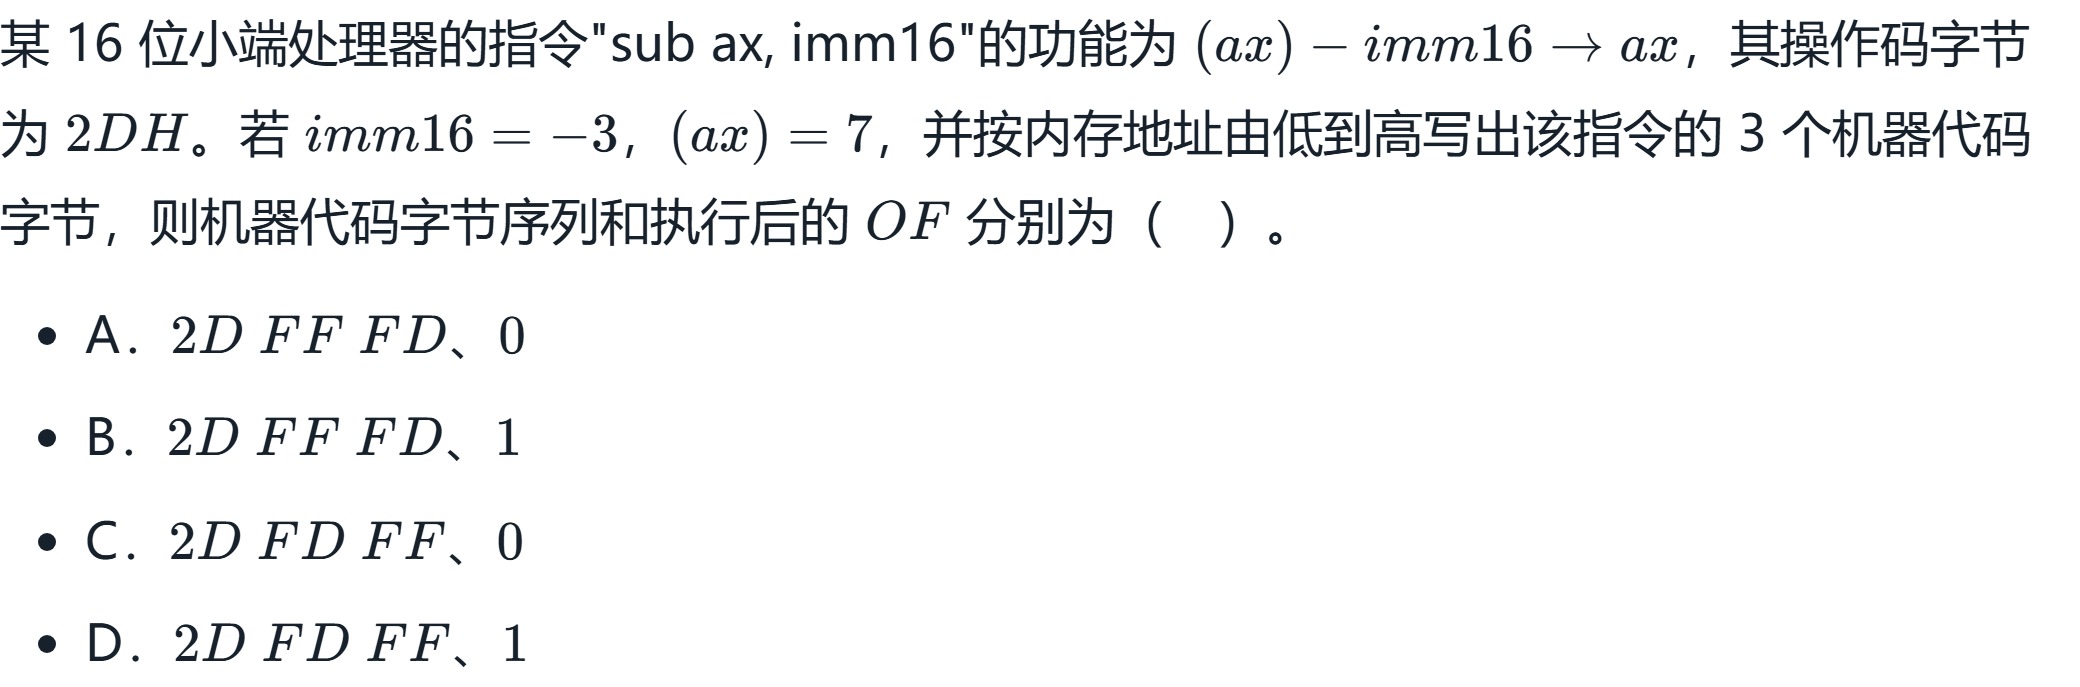 某 16 位小端处理器的指令"sub ax, imm16"的功能为 (ax) − imm16 → ax，其操作码字节
为 2DH。若 imm16 = −3，(ax) = 7，并按内存地址由低到高写出该指令的 3 个机器代码
字节，则机器代码字节序列和执行后的 OF 分别为（ ）。
• A. 2D FF FD、0
• B. 2D FF FD、1
• C. 2D FD FF、0
• D. 2D FD FF、1